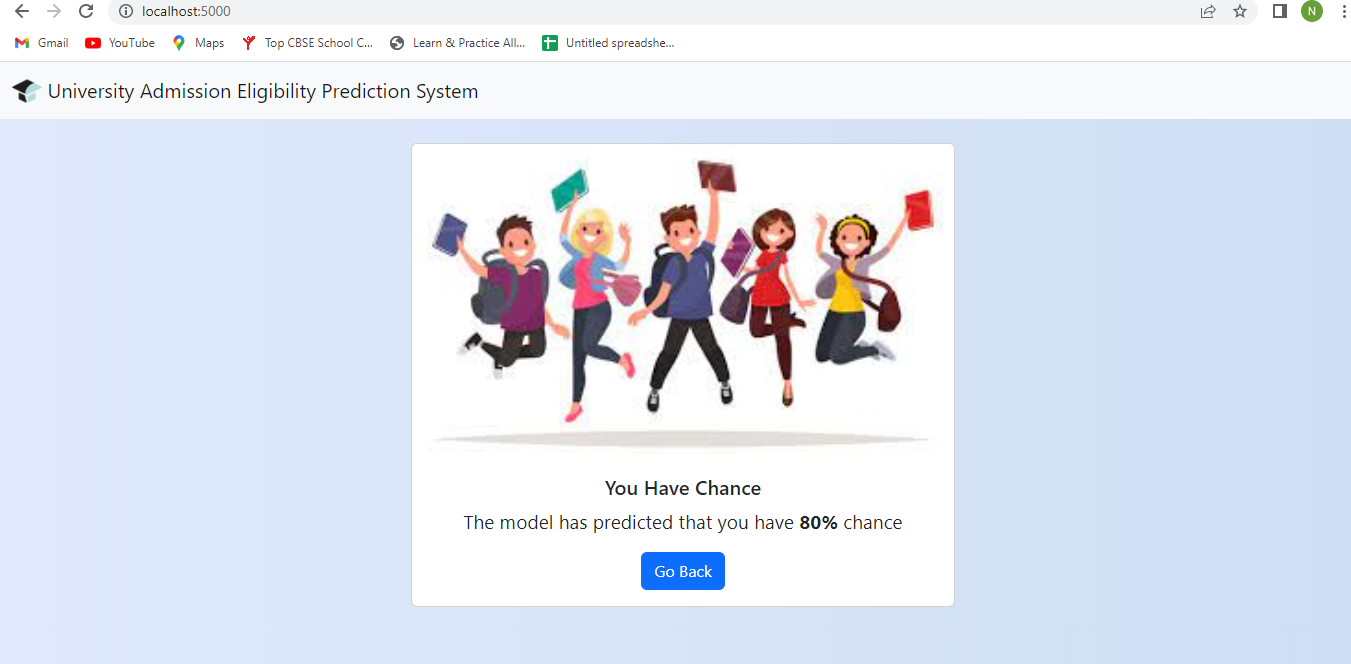 localhost:5000
N
Gmail
YouTube
Maps
Top CBSE School C...
Learn & Practice All...
Untitled spreadshe...
University Admission Eligibility Prediction System
You Have Chance
The model has predicted that you have 80% chance
Go Back